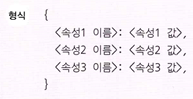 형식 {
<속성1 이름>: <속성1 값>,
<속성2 이름>: <속성2 값>,
<속성3 이름>: <속성3 값>,
}